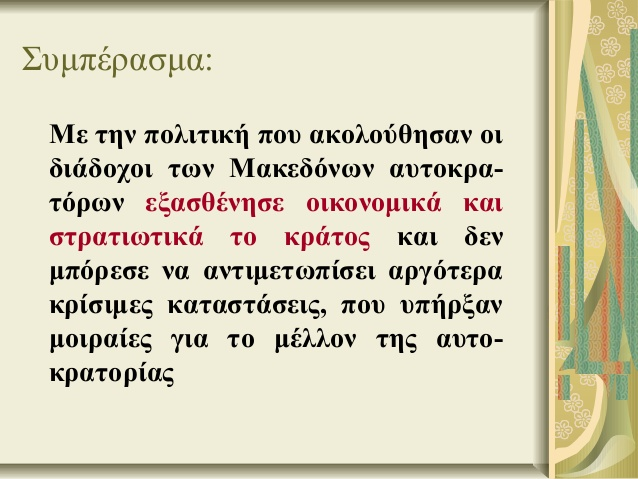 Συμπέρασμα:
Με την πολιτική που ακολούθησαν οι
διάδοχοι των Μακεδόνων αυτοκρα-
τόρων εξασθένησε οικονομικά και
στρατιωτικά το κράτος και δεν
μπόρεσε να αντιμετωπίσει αργότερα
κρίσιμες καταστάσεις, που υπήρξαν
μοιραίες για το μέλλον της αυτο-
κρατορίας